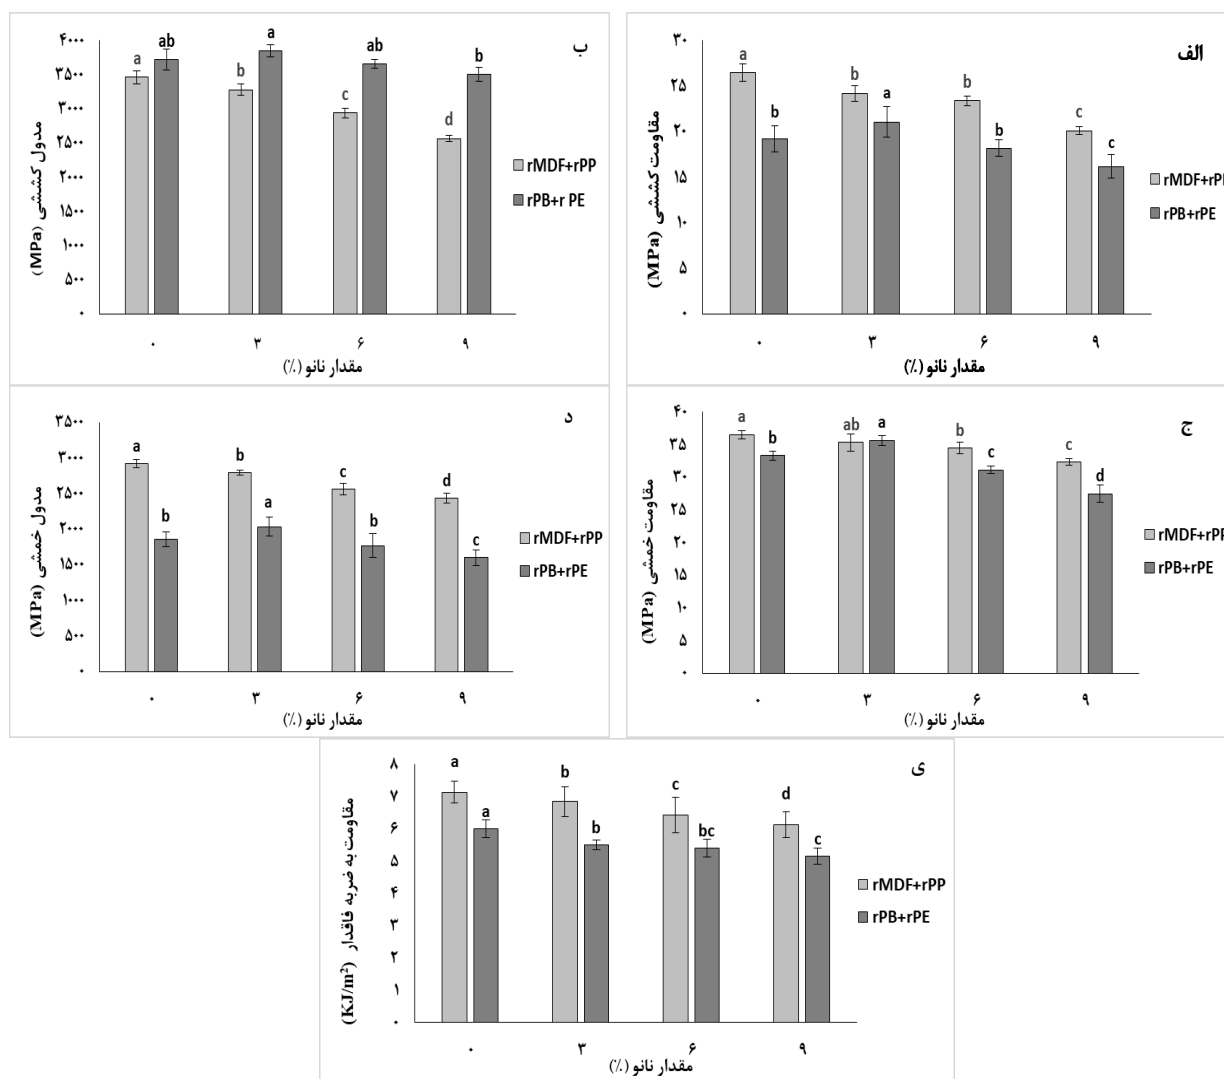 الف
مقاومت کششی (MPa)
۳۰
۲۵
۲۰
۱۵
۱۰
۵
۰
a b
b a
b b
c c
۰ ۳ ۶ ۹
مقدار نانو (٪)
rMDF+rPP
rPB+rPE
ب
مدول کششی (MPa)
۴۰۰۰
۳۵۰۰
۳۰۰۰
۲۵۰۰
۲۰۰۰
۱۵۰۰
۱۰۰۰
۵۰۰
۰
a ab
b a
c ab
d b
۰ ۳ ۶ ۹
مقدار نانو (٪)
rMDF+rPP
rPB+r PE
ج
مقاومت خمشی (MPa)
۴۰
۳۵
۳۰
۲۵
۲۰
۱۵
۱۰
۵
۰
a b
ab a
b c
c d
۰ ۳ ۶ ۹
مقدار نانو (٪)
rMDF+rPP
rPB+rPE
د
مدول خمشی (MPa)
۳۵۰۰
۳۰۰۰
۲۵۰۰
۲۰۰۰
۱۵۰۰
۱۰۰۰
۵۰۰
۰
a b
b a
c b
d c
۰ ۳ ۶ ۹
مقدار نانو (٪)
rMDF+rPP
rPB+rPE
ی
مقاومت به ضربه فاقدار (KJ/m²)
۸
۷
۶
۵
۴
۳
۲
۱
۰
a a
b b
c bc
d c
۰ ۳ ۶ ۹
مقدار نانو (٪)
rMDF+rPP
rPB+rPE